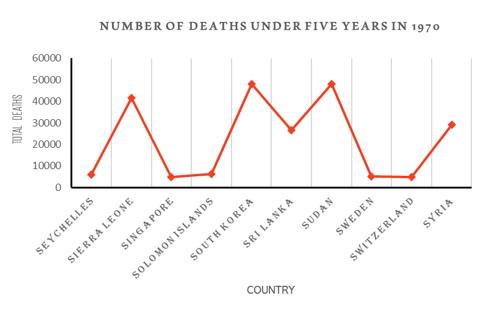 NUMBER OF DEATHS UNDER FIVE YEARS IN 1970
60000
50000
40000
30000
20000
10000
0
TOTAL DEATHS
SEYCHELLES
SIERRA LEONE
SINGAPORE
SOLOMON ISLANDS
SOUTH KOREA
SRI LANKA
SUDAN
SWEDEN
SWITZERLAND
SYRIA
COUNTRY